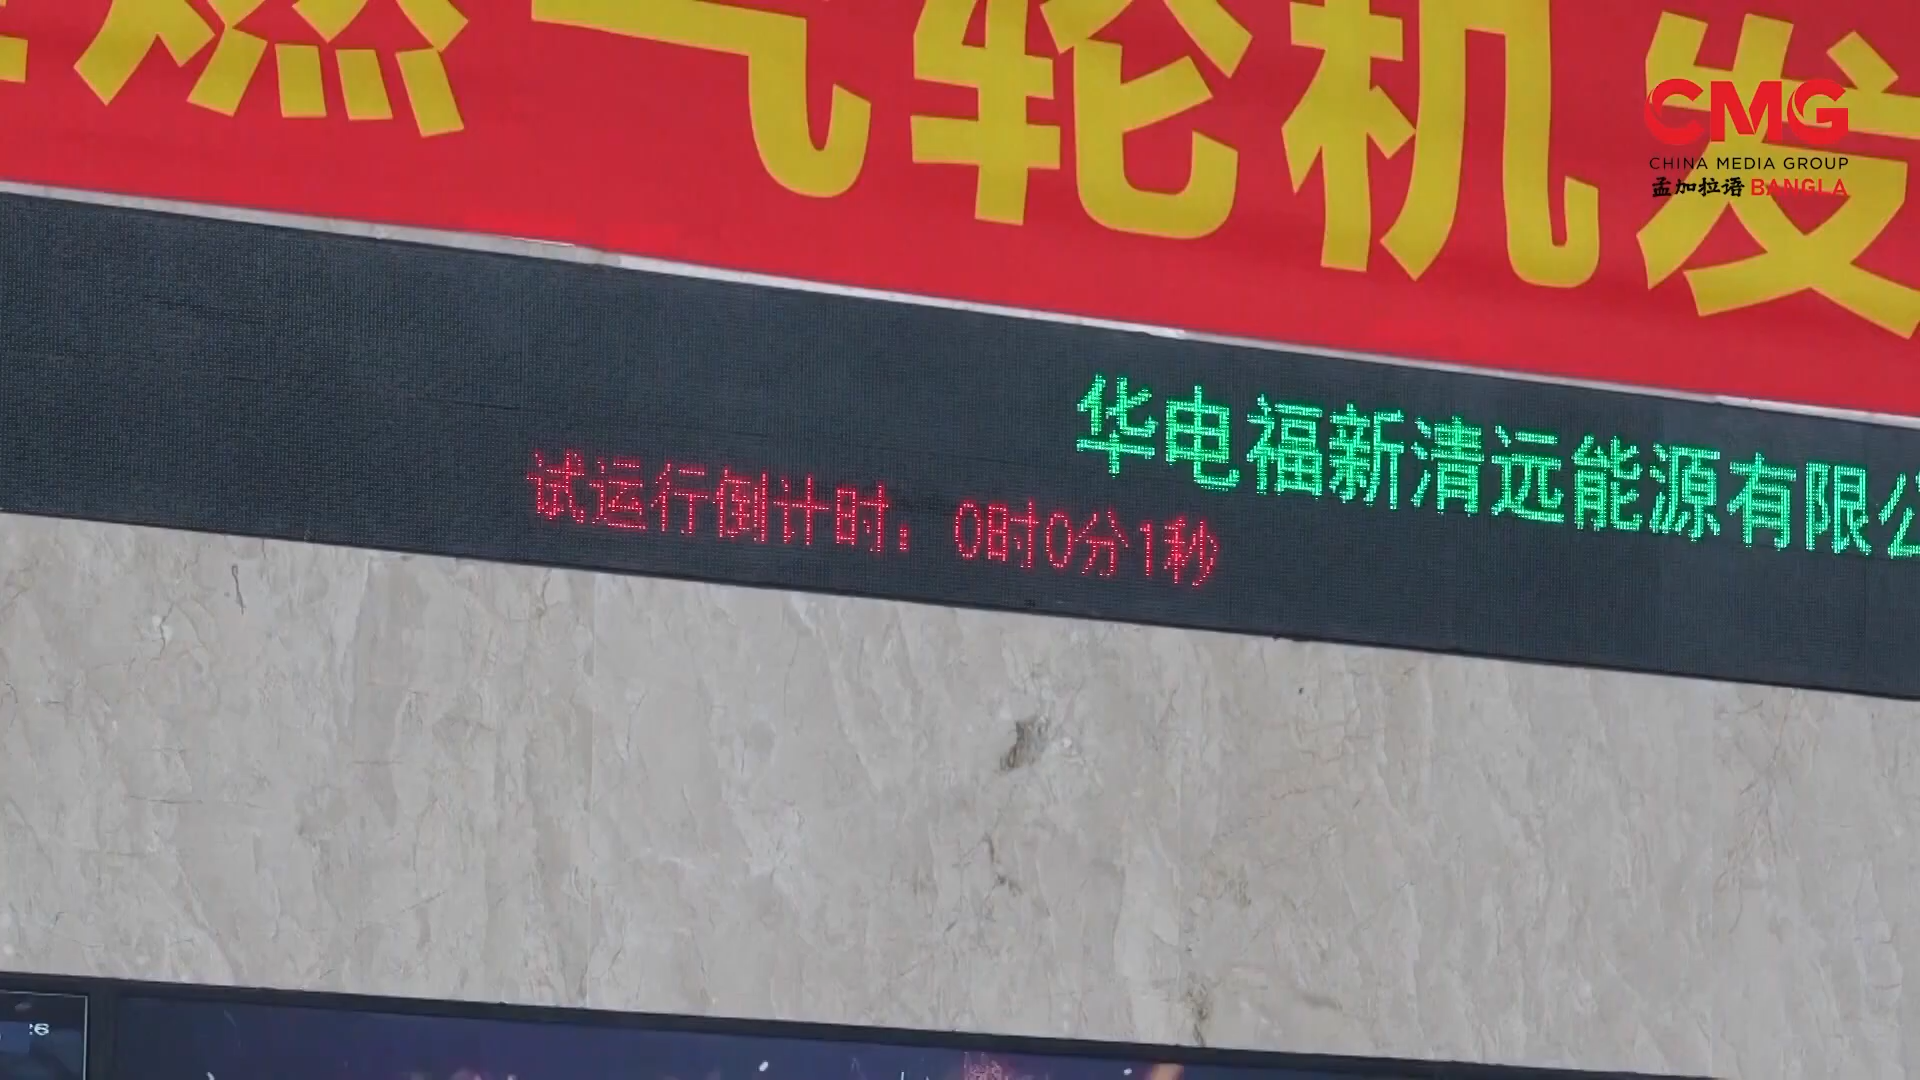 燃气轮机发
CMG
CHINA MEDIA GROUP
孟加拉语 BANGLA
华电福新清远能源有限公
试运行倒计时：0时0分1秒